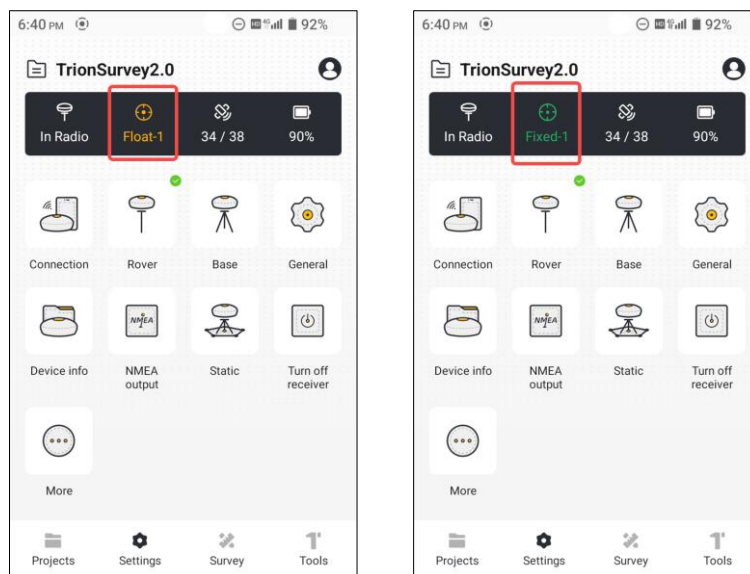 6:40 PM 92%
TrionSurvey2.0
In Radio Float-1 34 / 38 90%
Connection Rover Base General
Device info NMEA output Static Turn off receiver
More
Projects Settings Survey Tools
6:40 PM 92%
TrionSurvey2.0
In Radio Fixed-1 34 / 38 90%
Connection Rover Base General
Device info NMEA output Static Turn off receiver
More
Projects Settings Survey Tools